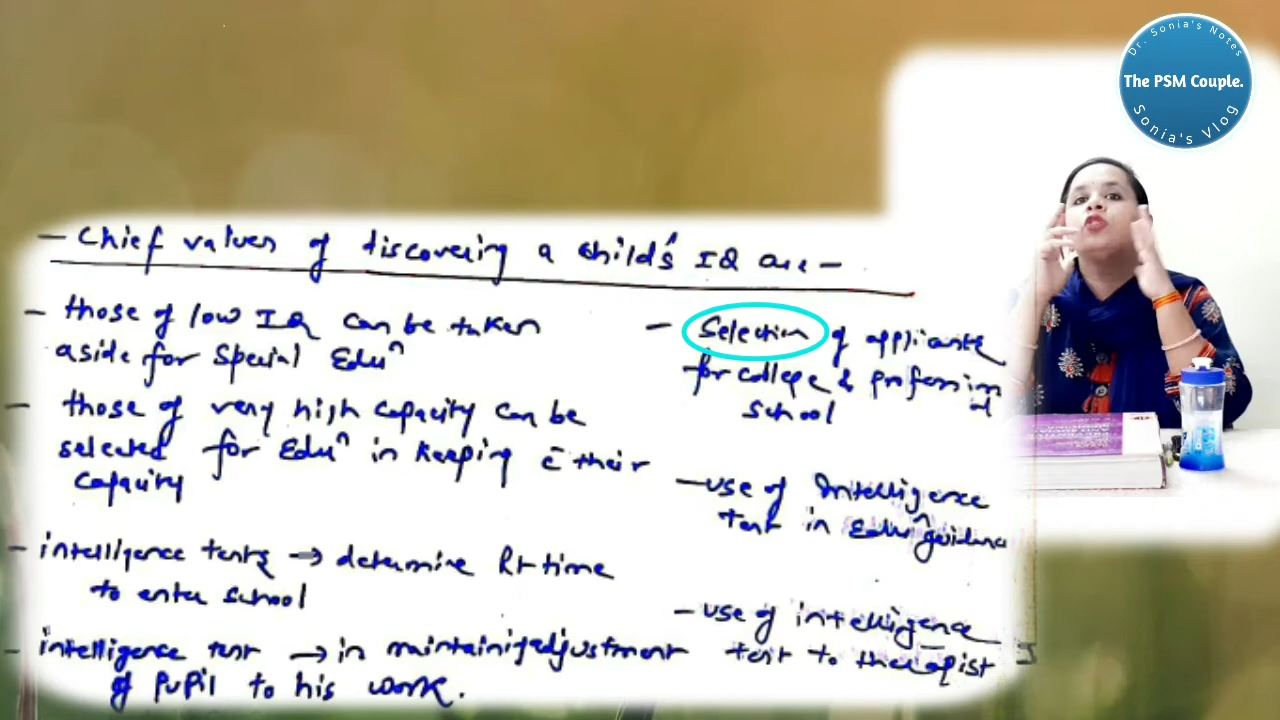 Dr. Sonia's Notes
The PSM Couple.
Sonia's Vlog
- Chief values of discovering a child's IQ are -
- those of low IQ can be taken
aside for special Eduⁿ
- those of very high capacity can be
selected for Eduⁿ in keeping c̄ their
capacity
- intelligence tests → determine Rt time
to enter school
- intelligence test → in maintaining adjustment
of pupil to his work.
- Selection of applicants
for college & professional
school
- use of Intelligence
test in Eduⁿ guidance
- use of intelligence
test to therapist